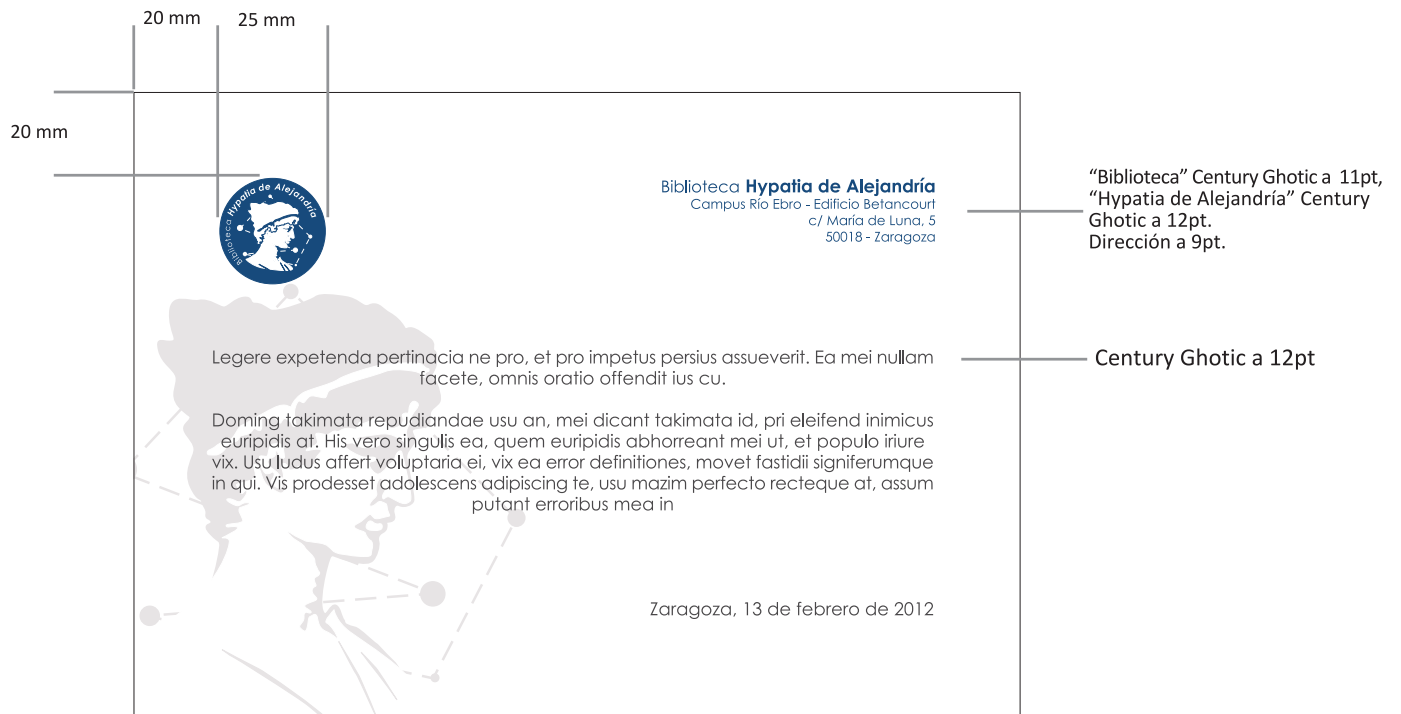 20 mm
25 mm
20 mm
Biblioteca Hypatia de Alejandría
Biblioteca Hypatia de Alejandría
Campus Río Ebro - Edificio Betancourt
c/ María de Luna, 5
50018 - Zaragoza
“Biblioteca” Century Ghotic a 11pt,
“Hypatia de Alejandría” Century
Ghotic a 12pt.
Dirección a 9pt.
Legere expetenda pertinacia ne pro, et pro impetus persius assueverit. Ea mei nullam
facete, omnis oratio offendit ius cu.
Century Ghotic a 12pt
Doming takimata repudiandae usu an, mei dicant takimata id, pri eleifend inimicus
euripidis at. His vero singulis ea, quem euripidis abhorreant mei ut, et populo iriure
vix. Usu ludus affert voluptaria ei, vix ea error definitiones, movet fastidii signiferumque
in qui. Vis prodesset adolescens adipiscing te, usu mazim perfecto recteque at, assum
putant erroribus mea in
Zaragoza, 13 de febrero de 2012